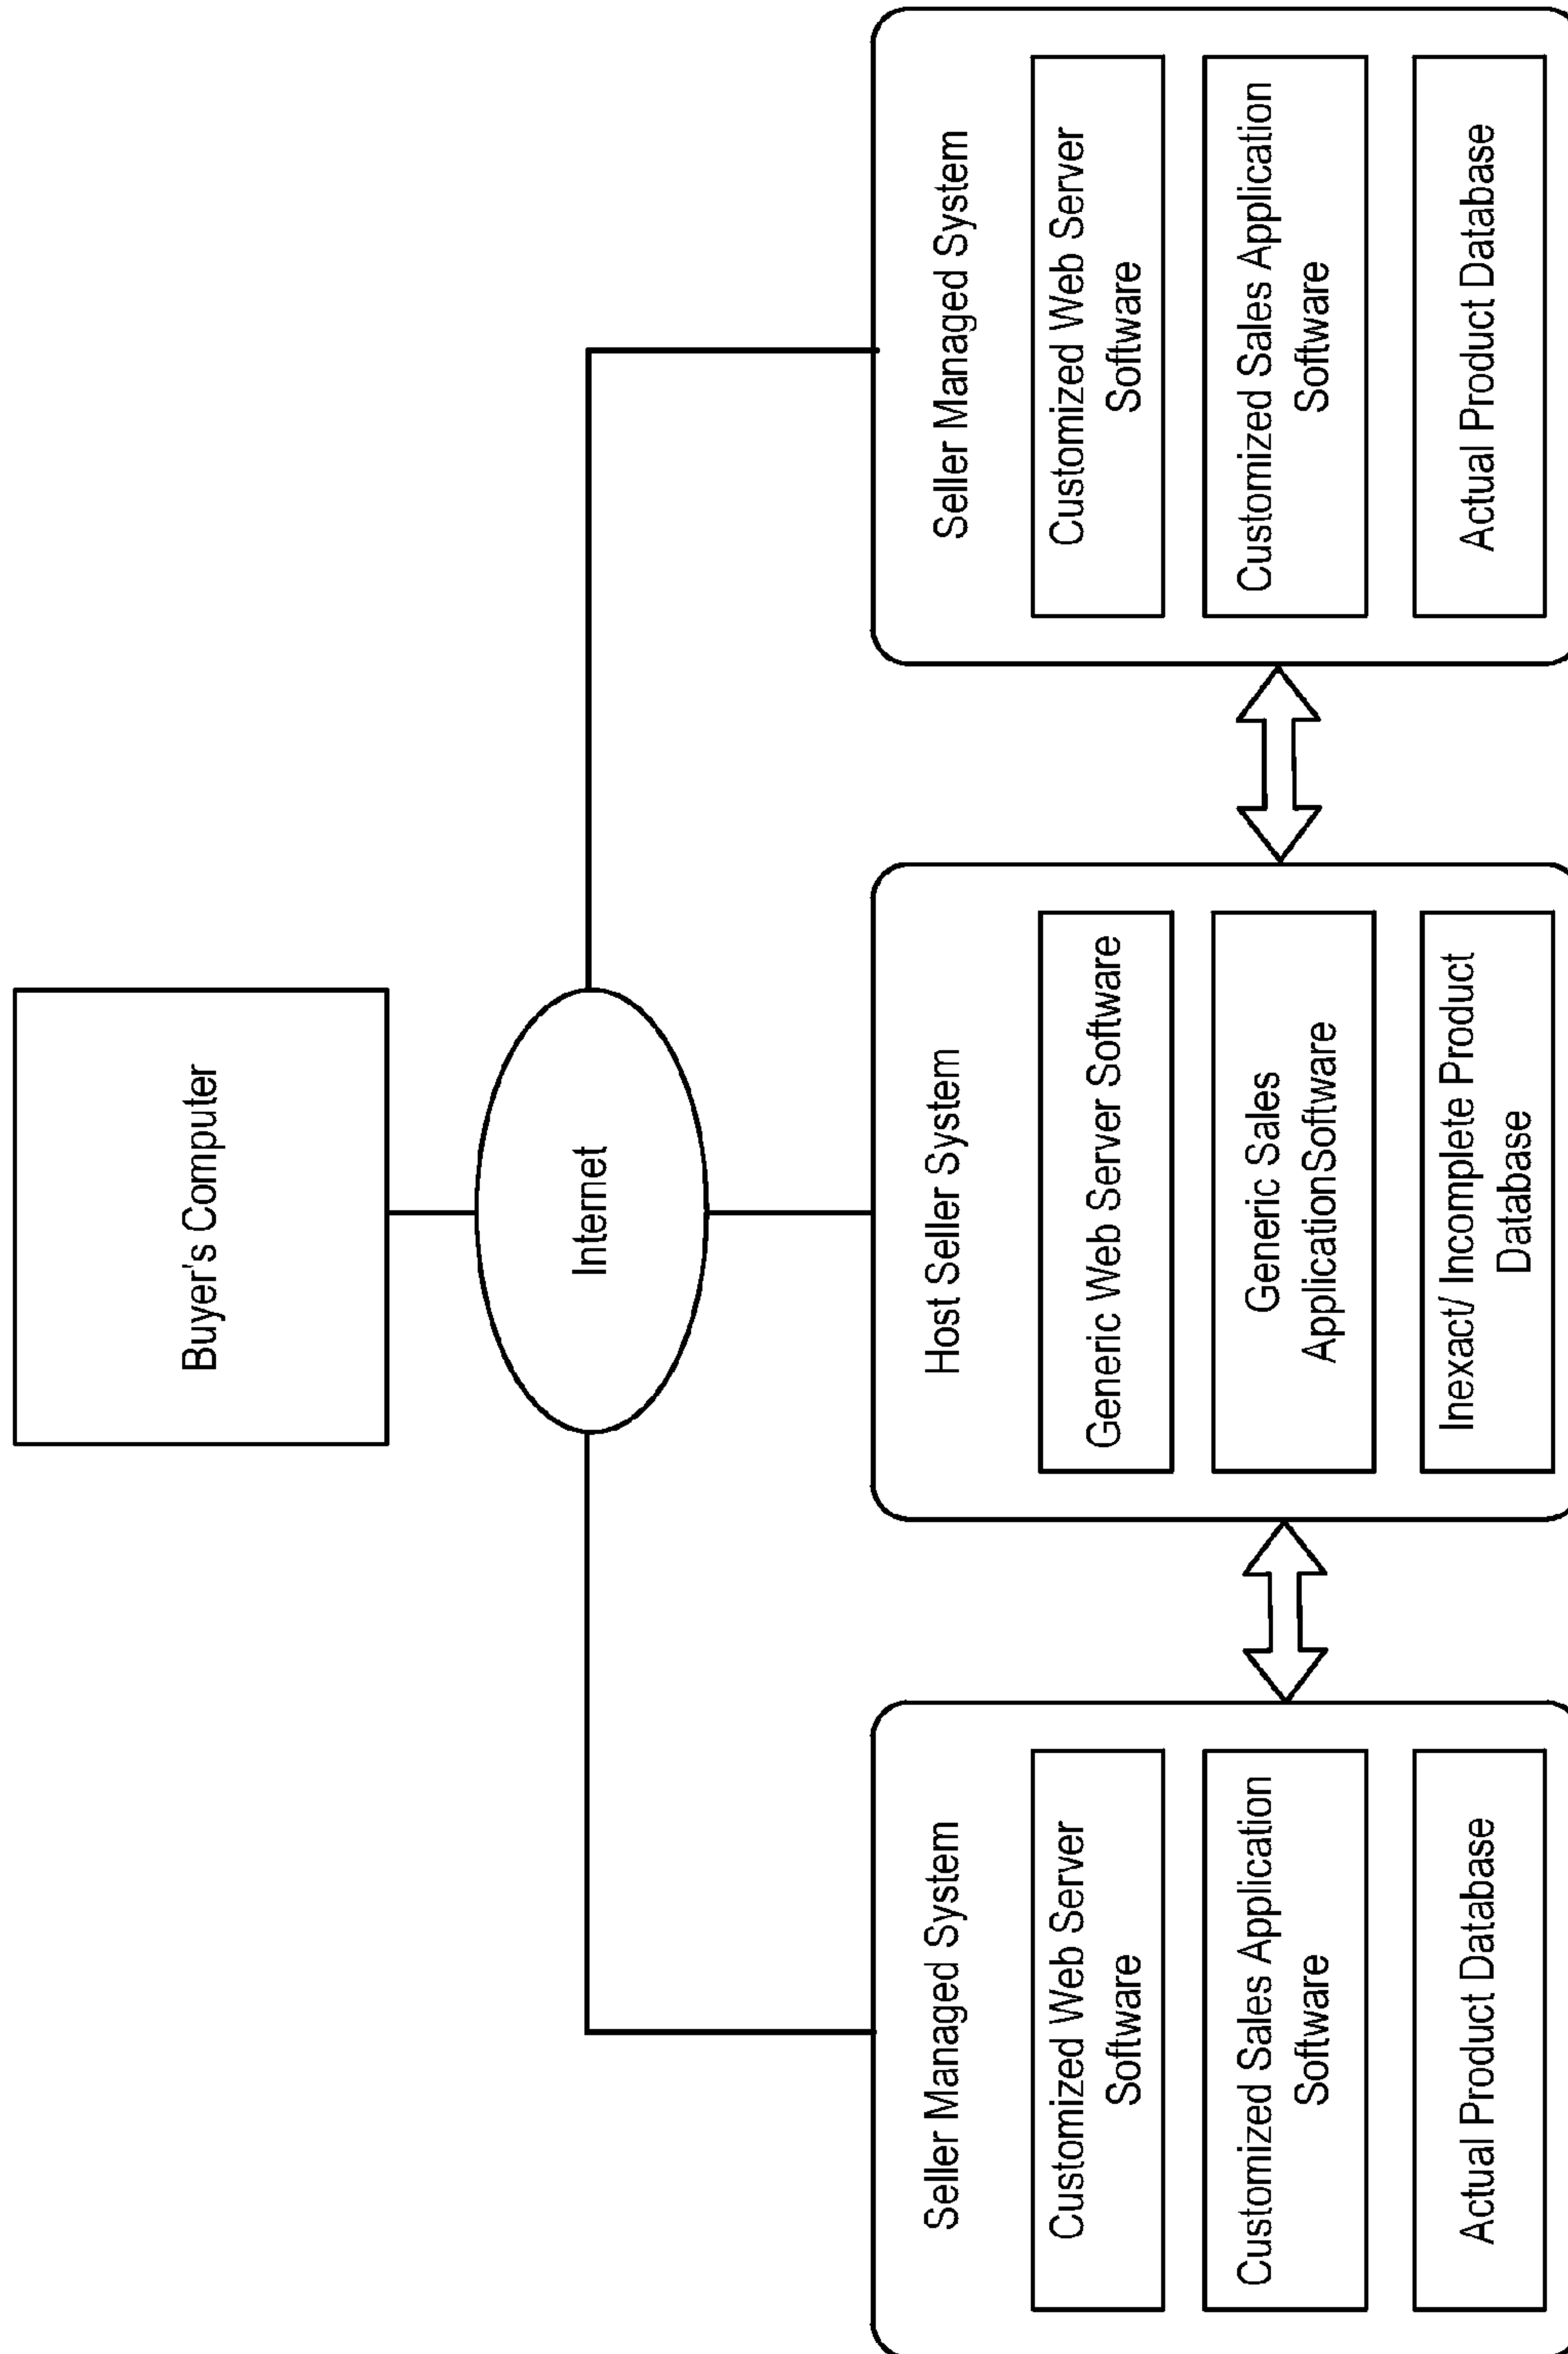 Buyer's Computer
Internet
Seller Managed System
Customized Web Server
Software
Customized Sales Application
Software
Actual Product Database
Host Seller System
Generic Web Server Software
Generic Sales
ApplicationSoftware
Inexact/ Incomplete Product
Database
Seller Managed System
Customized Web Server
Software
Customized Sales Application
Software
Actual Product Database